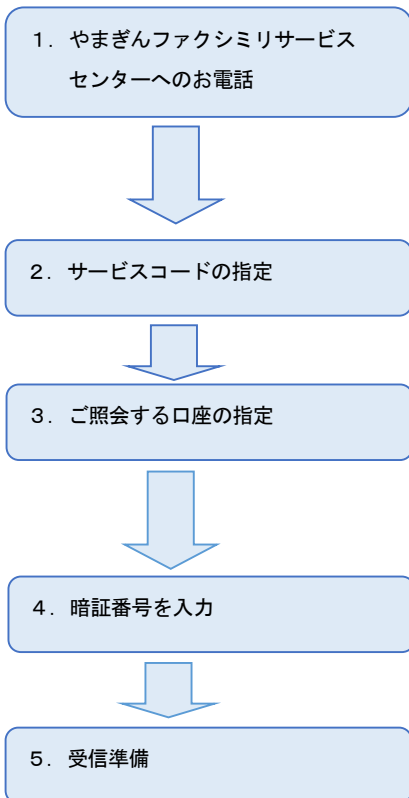 １．やまぎんファクシミリサービス
センターへのお電話
２．サービスコードの指定
３．ご照会する口座の指定
４．暗証番号を入力
５．受信準備